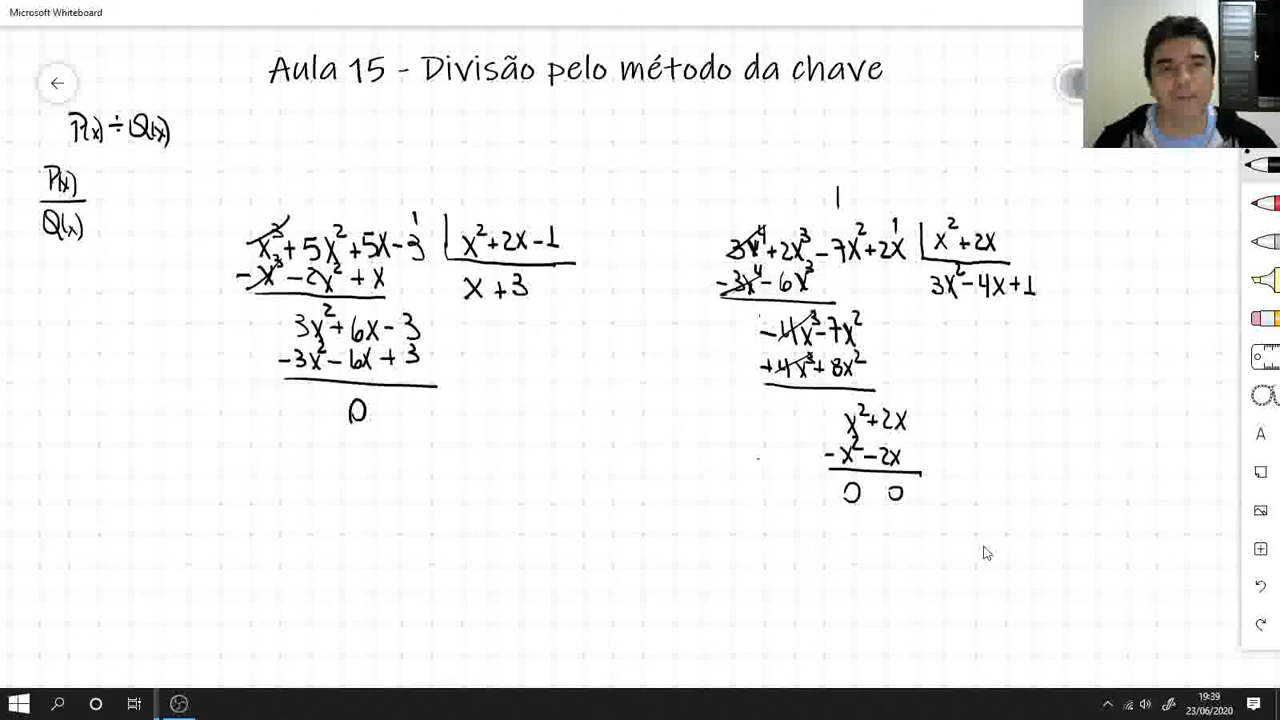 Microsoft Whiteboard
Aula 15 - Divisão pelo método da chave
P(x) ÷ Q(x)
P(x)
Q(x)
x³ + 5x² + 5x - 3
x² + 2x - 1
- x³ - 2x² + x
x + 3
3x² + 6x - 3
- 3x² - 6x + 3
0
3x⁴ + 2x³ - 7x² + 2x
x² + 2x
- 3x⁴ - 6x³
3x² - 4x + 1
- 4x³ - 7x²
+ 4x³ + 8x²
x² + 2x
- x² - 2x
0 0
A
19:39
23/06/2020